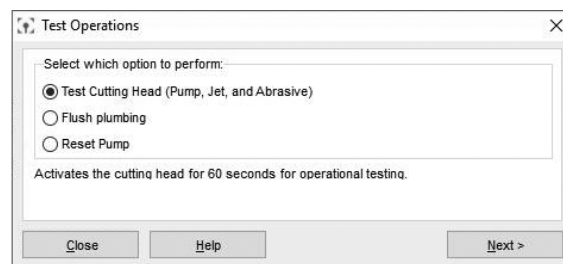 Test Operations
Select which option to perform:
Test Cutting Head (Pump, Jet, and Abrasive)
Flush plumbing
Reset Pump
Activates the cutting head for 60 seconds for operational testing.
Close Help Next >